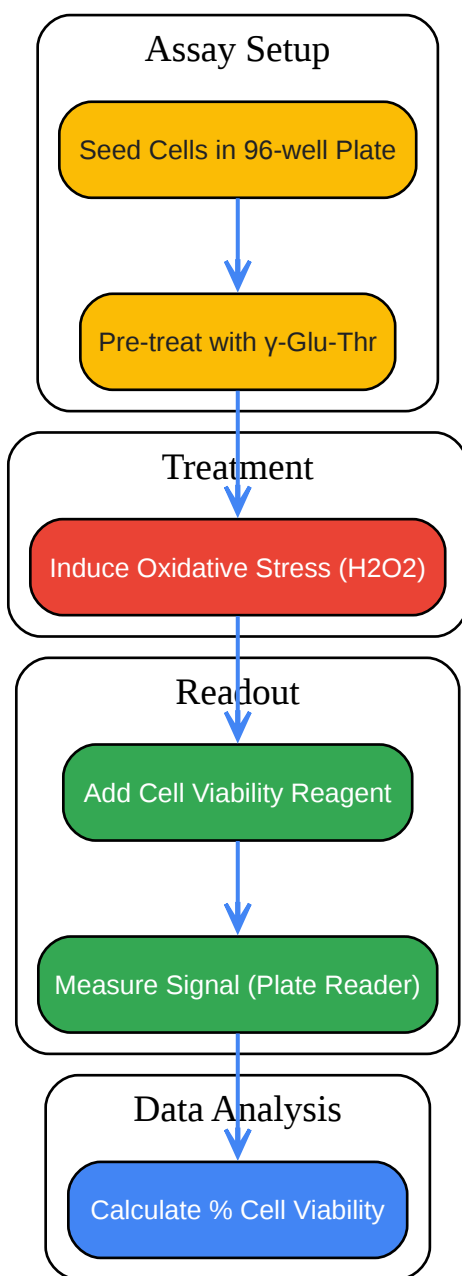 Assay Setup
Seed Cells in 96-well Plate
Pre-treat with γ-Glu-Thr
Treatment
Induce Oxidative Stress (H2O2)
Readout
Add Cell Viability Reagent
Measure Signal (Plate Reader)
Data Analysis
Calculate % Cell Viability